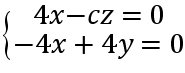 4x−cz = 0
−4x + 4y = 0